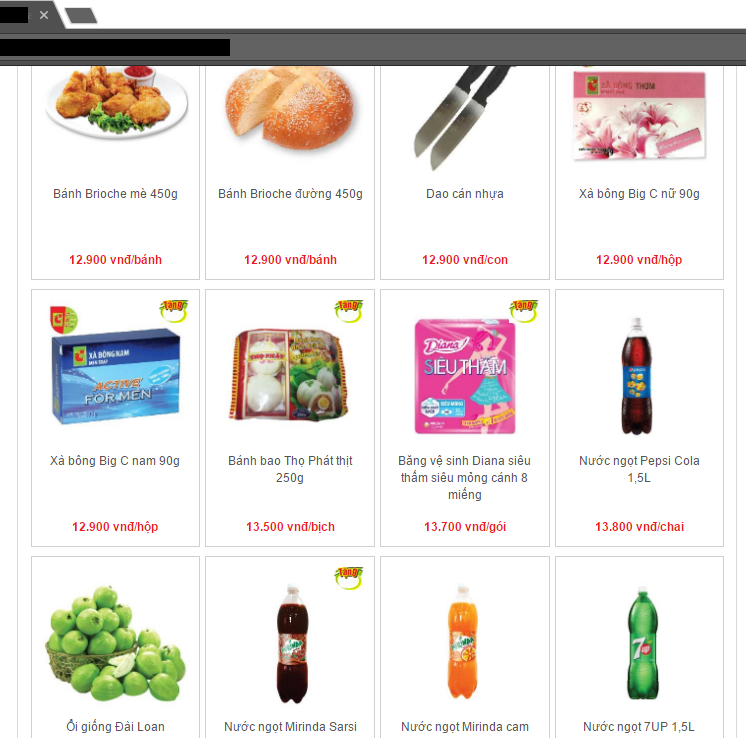 XÀ BÔNG THƠM
Bánh Brioche mè 450g
Bánh Brioche đường 450g
Dao cán nhựa
Xà bông Big C nữ 90g
12.900 vnđ/bánh
12.900 vnđ/bánh
12.900 vnđ/con
12.900 vnđ/hộp
Tặng
Tặng
Tặng
XÀ BÔNG NAM
ACTIVE
FOR MEN
THỌ PHÁT
Diana
SIÊU THẤM
SIÊU MỎNG
Xà bông Big C nam 90g
Bánh bao Thọ Phát thịt
250g
Băng vệ sinh Diana siêu
thấm siêu mỏng cánh 8
miếng
Nước ngọt Pepsi Cola
1,5L
12.900 vnđ/hộp
13.500 vnđ/bịch
13.700 vnđ/gói
13.800 vnđ/chai
Tặng
MIRINDA
MIRINDA
7up
Ổi giống Đài Loan
Nước ngọt Mirinda Sarsi
Nước ngọt Mirinda cam
Nước ngọt 7UP 1,5L